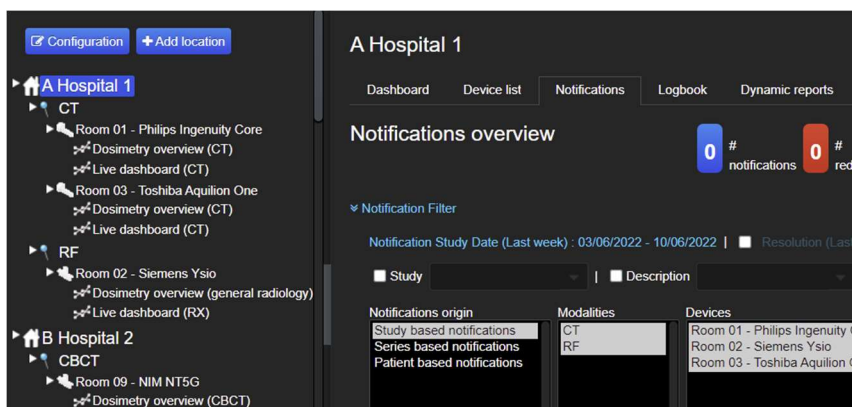 Configuration
Add location
A Hospital 1
CT
Room 01 - Philips Ingenuity Core
Dosimetry overview (CT)
Live dashboard (CT)
Room 03 - Toshiba Aquilion One
Dosimetry overview (CT)
Live dashboard (CT)
RF
Room 02 - Siemens Ysio
Dosimetry overview (general radiology)
Live dashboard (RX)
B Hospital 2
CBCT
Room 09 - NIM NT5G
Dosimetry overview (CBCT)
A Hospital 1
Dashboard Device list Notifications Logbook Dynamic reports
Notifications overview
0 # notifications
0 # red
Notification Filter
Notification Study Date (Last week) : 03/06/2022 - 10/06/2022 | Resolution (Las
Study | Description
Notifications origin Modalities Devices
Study based notifications CT Room 01 - Philips Ingenuity
Series based notifications RF Room 02 - Siemens Ysio
Patient based notifications Room 03 - Toshiba Aquilion